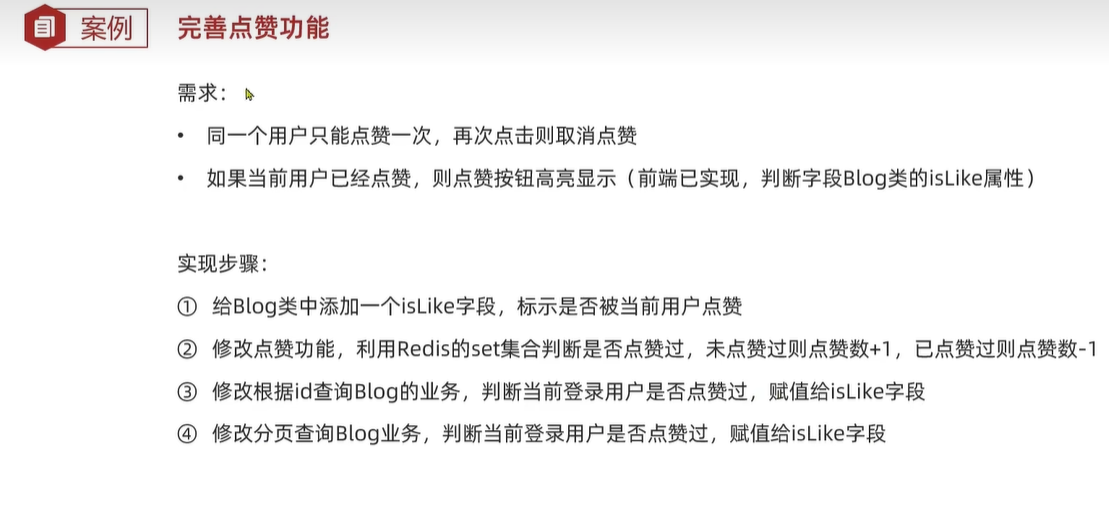 案例 完善点赞功能
需求：
• 同一个用户只能点赞一次，再次点击则取消点赞
• 如果当前用户已经点赞，则点赞按钮高亮显示（前端已实现，判断字段Blog类的isLike属性）
实现步骤：
① 给Blog类中添加一个isLike字段，标示是否被当前用户点赞
② 修改点赞功能，利用Redis的set集合判断是否点赞过，未点赞过则点赞数+1，已点赞过则点赞数-1
③ 修改根据id查询Blog的业务，判断当前登录用户是否点赞过，赋值给isLike字段
④ 修改分页查询Blog业务，判断当前登录用户是否点赞过，赋值给isLike字段